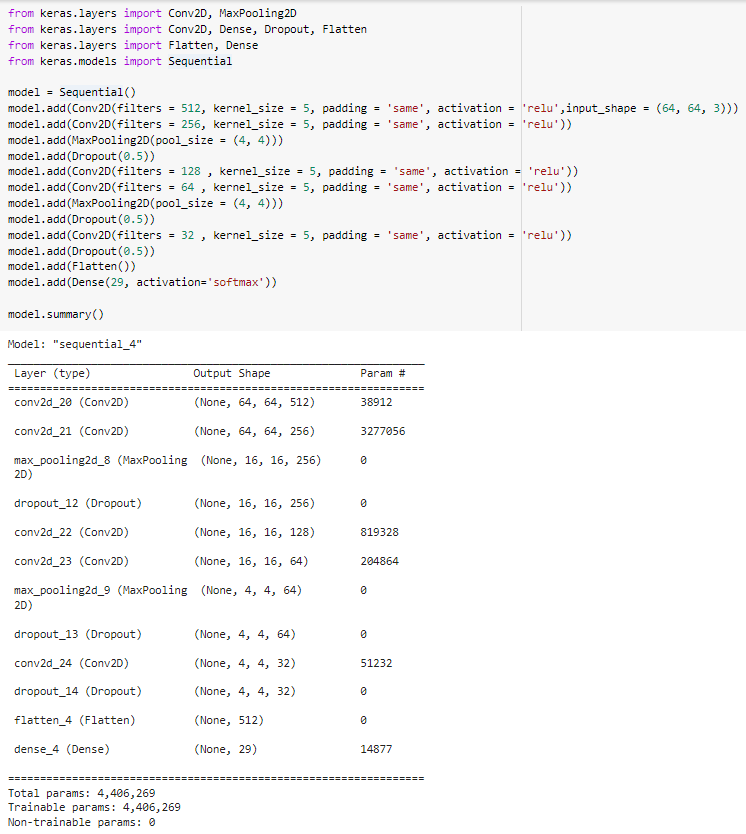 from keras.layers import Conv2D, MaxPooling2D
from keras.layers import Conv2D, Dense, Dropout, Flatten
from keras.layers import Flatten, Dense
from keras.models import Sequential
model = Sequential()
model.add(Conv2D(filters = 512, kernel_size = 5, padding = 'same', activation = 'relu',input_shape = (64, 64, 3)))
model.add(Conv2D(filters = 256, kernel_size = 5, padding = 'same', activation = 'relu'))
model.add(MaxPooling2D(pool_size = (4, 4)))
model.add(Dropout(0.5))
model.add(Conv2D(filters = 128 , kernel_size = 5, padding = 'same', activation = 'relu'))
model.add(Conv2D(filters = 64 , kernel_size = 5, padding = 'same', activation = 'relu'))
model.add(MaxPooling2D(pool_size = (4, 4)))
model.add(Dropout(0.5))
model.add(Conv2D(filters = 32 , kernel_size = 5, padding = 'same', activation = 'relu'))
model.add(Dropout(0.5))
model.add(Flatten())
model.add(Dense(29, activation='softmax'))
model.summary()
Model: "sequential_4"
Layer (type) Output Shape Param #
conv2d_20 (Conv2D) (None, 64, 64, 512) 38912
conv2d_21 (Conv2D) (None, 64, 64, 256) 3277056
max_pooling2d_8 (MaxPooling (None, 16, 16, 256) 0
2D)
dropout_12 (Dropout) (None, 16, 16, 256) 0
conv2d_22 (Conv2D) (None, 16, 16, 128) 819328
conv2d_23 (Conv2D) (None, 16, 16, 64) 204864
max_pooling2d_9 (MaxPooling (None, 4, 4, 64) 0
2D)
dropout_13 (Dropout) (None, 4, 4, 64) 0
conv2d_24 (Conv2D) (None, 4, 4, 32) 51232
dropout_14 (Dropout) (None, 4, 4, 32) 0
flatten_4 (Flatten) (None, 512) 0
dense_4 (Dense) (None, 29) 14877
Total params: 4,406,269
Trainable params: 4,406,269
Non-trainable params: 0